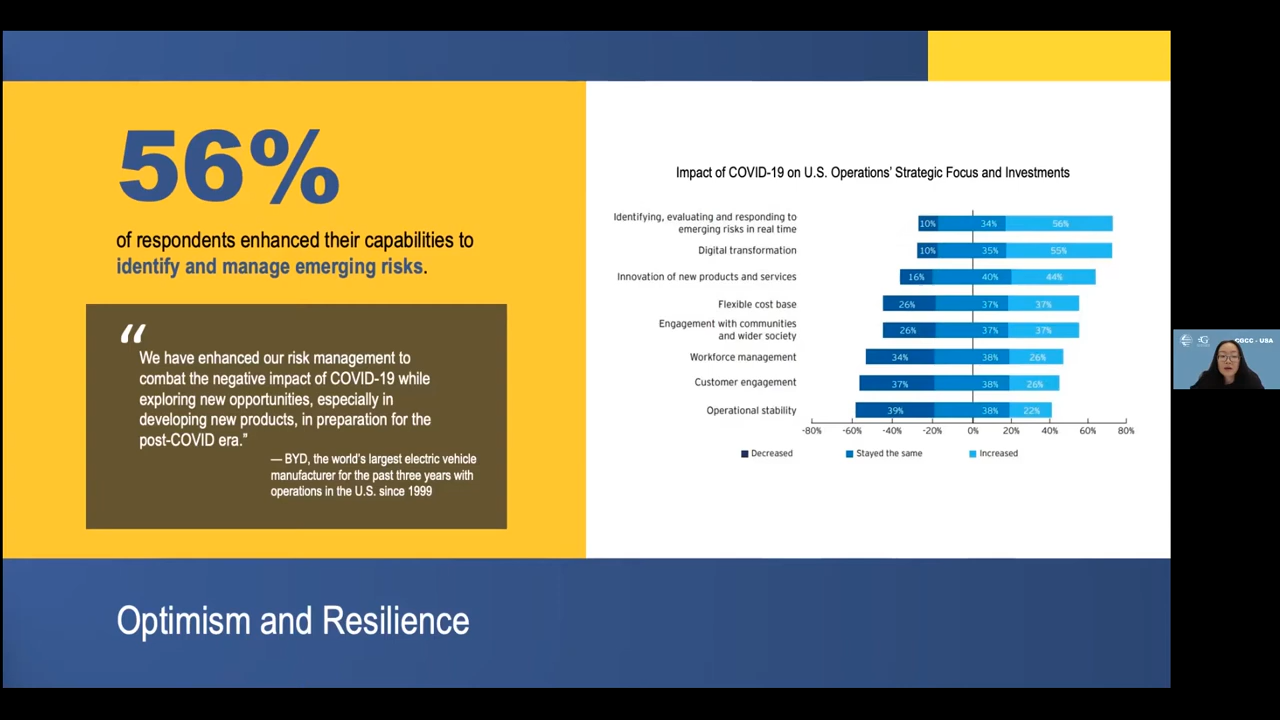 56%
of respondents enhanced their capabilities to
identify and manage emerging risks.
“
We have enhanced our risk management to
combat the negative impact of COVID-19 while
exploring new opportunities, especially in
developing new products, in preparation for the
post-COVID era.”
— BYD, the world's largest electric vehicle
manufacturer for the past three years with
operations in the U.S. since 1999
Impact of COVID-19 on U.S. Operations' Strategic Focus and Investments
Identifying, evaluating and responding to
emerging risks in real time
10% 34% 56%
Digital transformation 10% 35% 55%
Innovation of new products and services 16% 40% 44%
Flexible cost base 26% 37% 37%
Engagement with communities
and wider society
26% 37% 37%
Workforce management 34% 38% 26%
Customer engagement 37% 38% 26%
Operational stability 39% 38% 22%
-80% -60% -40% -20% 0% 20% 40% 60% 80%
Decreased Stayed the same Increased
CGCC - USA
Optimism and Resilience